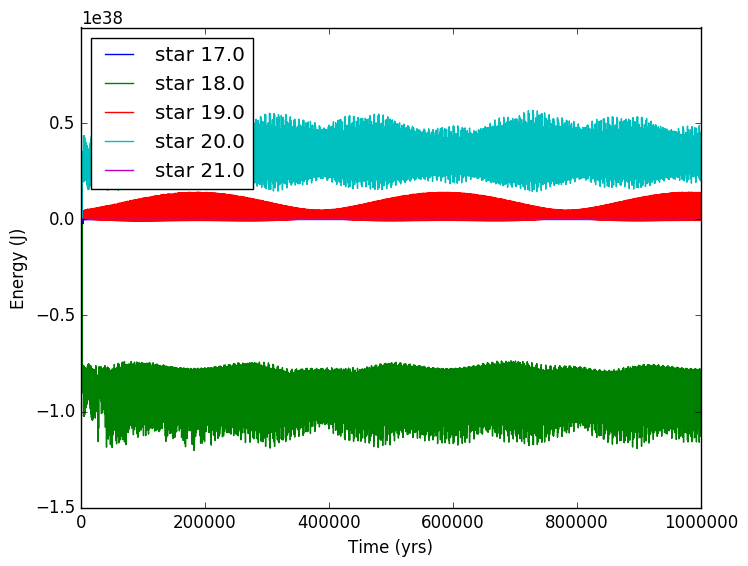 1e38
star 17.0
star 18.0
star 19.0
star 20.0
star 21.0
0.5
0.0
−0.5
−1.0
−1.5
Energy (J)
0 200000 400000 600000 800000 1000000
Time (yrs)